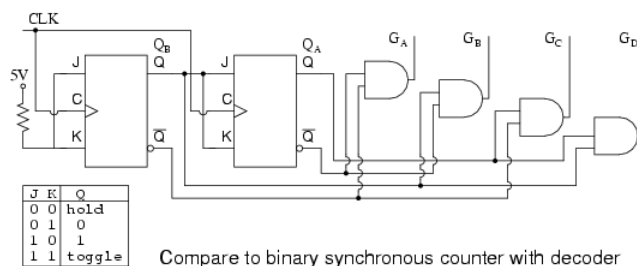 CLK
Q_B
Q_A
G_A
G_B
G_C
G_D
5V
J
Q
J
Q
C
C
K
Q̅
K
Q̅
J K Q
0 0 hold
0 1 0
1 0 1
1 1 toggle
Compare to binary synchronous counter with decoder